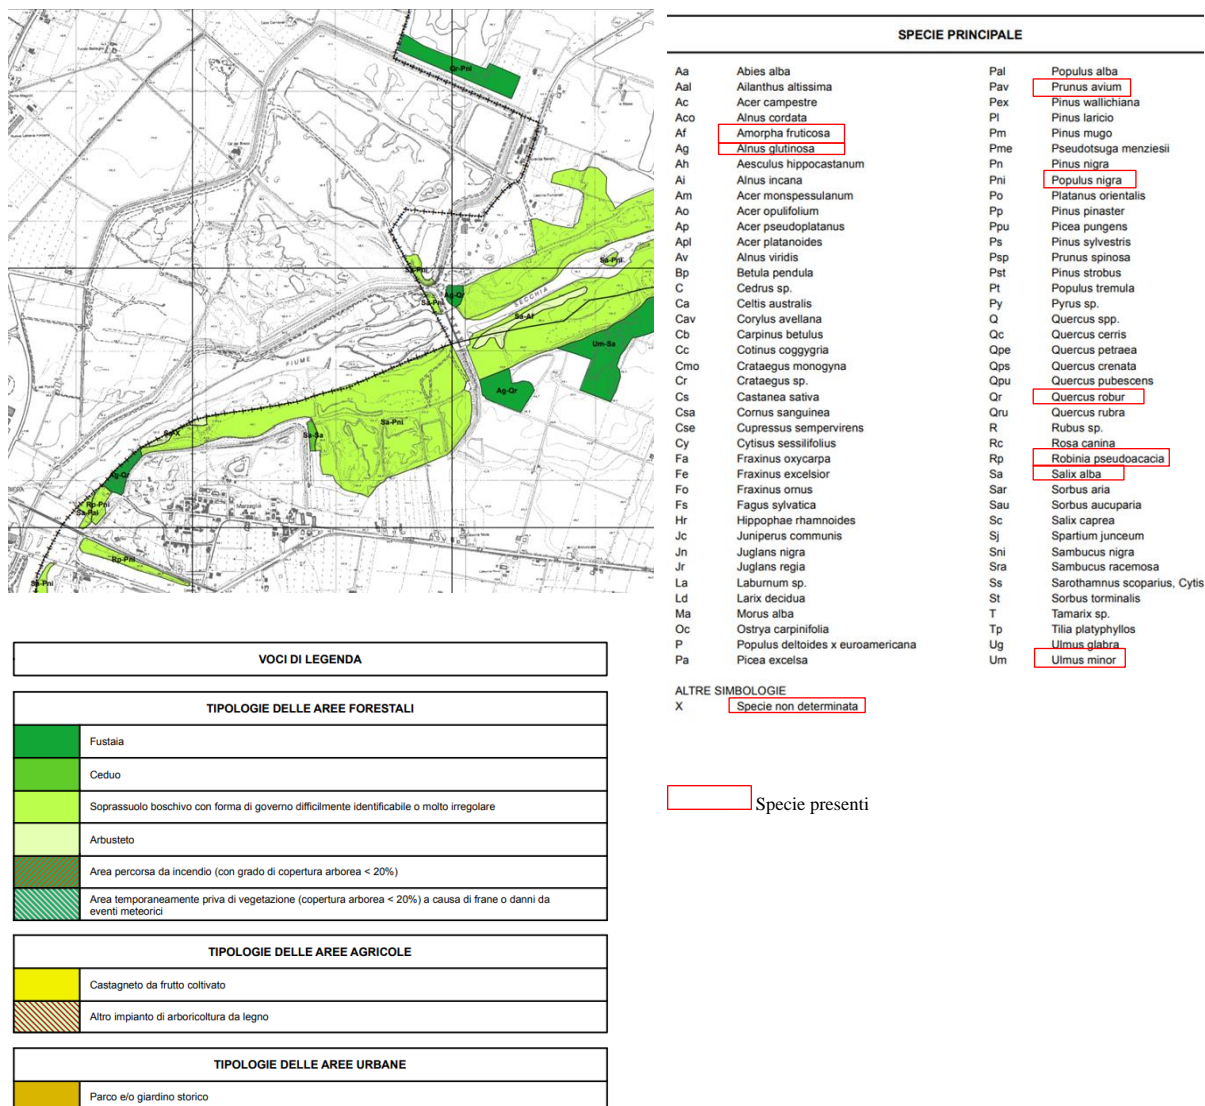 Qr-Pni
Sa-Pni
Sa-Pni
Ag-Qr
Sa-Pni
SECCHIA
Sa-Af
Um-Sa
FIUME
Ag-Qr
Sa-Pni
Sa-X
Sa-Sa
Ag-Qr
Rp-Pni
Sa-Pal
Marzaglia
Rp-Pni
Sa-Pni
SPECIE PRINCIPALE
Aa Abies alba
Aal Ailanthus altissima
Ac Acer campestre
Aco Alnus cordata
Af Amorpha fruticosa
Ag Alnus glutinosa
Ah Aesculus hippocastanum
Ai Alnus incana
Am Acer monspessulanum
Ao Acer opulifolium
Ap Acer pseudoplatanus
Apl Acer platanoides
Av Alnus viridis
Bp Betula pendula
C Cedrus sp.
Ca Celtis australis
Cav Corylus avellana
Cb Carpinus betulus
Cc Cotinus coggygria
Cmo Crataegus monogyna
Cr Crataegus sp.
Cs Castanea sativa
Csa Cornus sanguinea
Cse Cupressus sempervirens
Cy Cytisus sessilifolius
Fa Fraxinus oxycarpa
Fe Fraxinus excelsior
Fo Fraxinus ornus
Fs Fagus sylvatica
Hr Hippophae rhamnoides
Jc Juniperus communis
Jn Juglans nigra
Jr Juglans regia
La Laburnum sp.
Ld Larix decidua
Ma Morus alba
Oc Ostrya carpinifolia
P Populus deltoides x euroamericana
Pa Picea excelsa
Pal Populus alba
Pav Prunus avium
Pex Pinus wallichiana
Pl Pinus laricio
Pm Pinus mugo
Pme Pseudotsuga menziesii
Pn Pinus nigra
Pni Populus nigra
Po Platanus orientalis
Pp Pinus pinaster
Ppu Picea pungens
Ps Pinus sylvestris
Psp Prunus spinosa
Pst Pinus strobus
Pt Populus tremula
Py Pyrus sp.
Q Quercus spp.
Qc Quercus cerris
Qpe Quercus petraea
Qps Quercus crenata
Qpu Quercus pubescens
Qr Quercus robur
Qru Quercus rubra
R Rubus sp.
Rc Rosa canina
Rp Robinia pseudoacacia
Sa Salix alba
Sar Sorbus aria
Sau Sorbus aucuparia
Sc Salix caprea
Sj Spartium junceum
Sni Sambucus nigra
Sra Sambucus racemosa
Ss Sarothamnus scoparius, Cytis
St Sorbus torminalis
T Tamarix sp.
Tp Tilia platyphyllos
Ug Ulmus glabra
Um Ulmus minor
ALTRE SIMBOLOGIE
X Specie non determinata
Specie presenti
VOCI DI LEGENDA
TIPOLOGIE DELLE AREE FORESTALI
Fustaia
Ceduo
Soprassuolo boschivo con forma di governo difficilmente identificabile o molto irregolare
Arbusteto
Area percorsa da incendio (con grado di copertura arborea < 20%)
Area temporaneamente priva di vegetazione (copertura arborea < 20%) a causa di frane o danni da
eventi meteorici
TIPOLOGIE DELLE AREE AGRICOLE
Castagneto da frutto coltivato
Altro impianto di arboricoltura da legno
TIPOLOGIE DELLE AREE URBANE
Parco e/o giardino storico